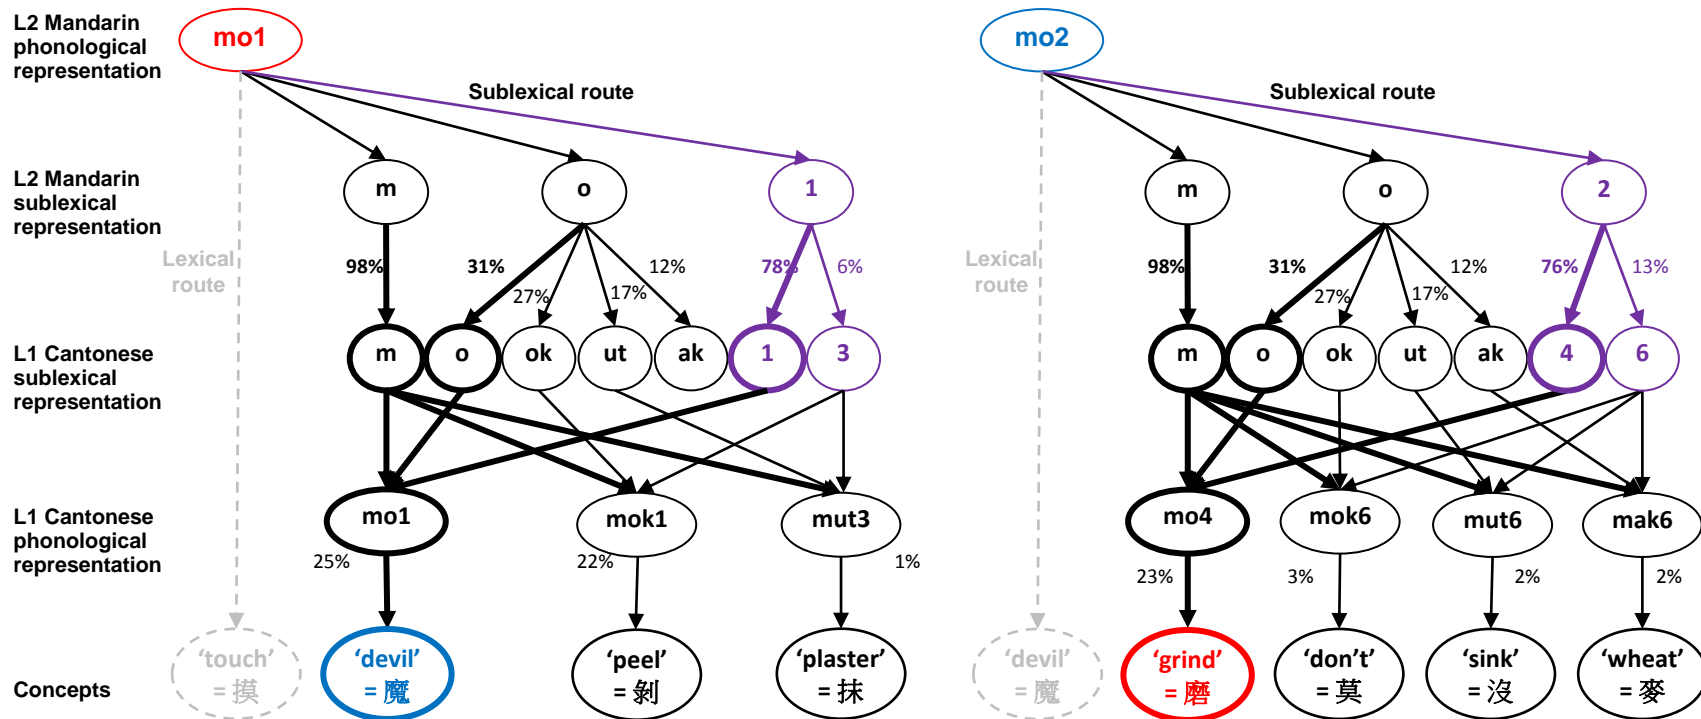 L2 Mandarin
phonological
representation
mo1
mo2
Sublexical route
Sublexical route
L2 Mandarin
sublexical
representation
m
o
1
m
o
2
Lexical
route
98%
31%
27%
17%
12%
78%
6%
Lexical
route
98%
31%
27%
17%
12%
76%
13%
L1 Cantonese
sublexical
representation
m
o
ok
ut
ak
1
3
m
o
ok
ut
ak
4
6
L1 Cantonese
phonological
representation
mo1
mok1
mut3
mo4
mok6
mut6
mak6
25%
22%
1%
23%
3%
2%
2%
Concepts
‘touch’
= 摸
‘devil’
= 魔
‘peel’
= 剝
‘plaster’
= 抹
‘devil’
= 魔
‘grind’
= 磨
‘don't’
= 莫
‘sink’
= 沒
‘wheat’
= 麥